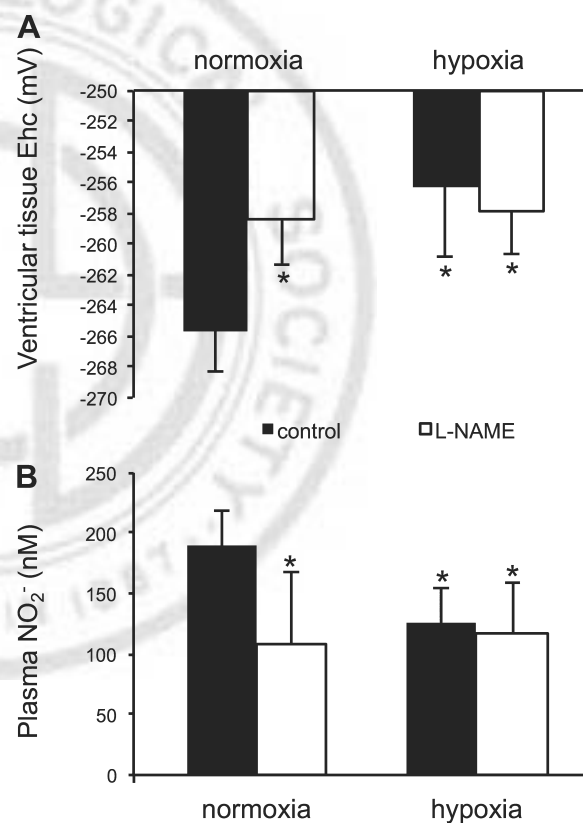 A
normoxia hypoxia
Ventricular tissue Ehc (mV)
-250
-252
-254
-256
-258
-260
-262
-264
-266
-268
-270
*
* *
control L-NAME
B
Plasma NO₂⁻ (nM)
250
200
150
100
50
0
*
* *
normoxia hypoxia
SOCIETY